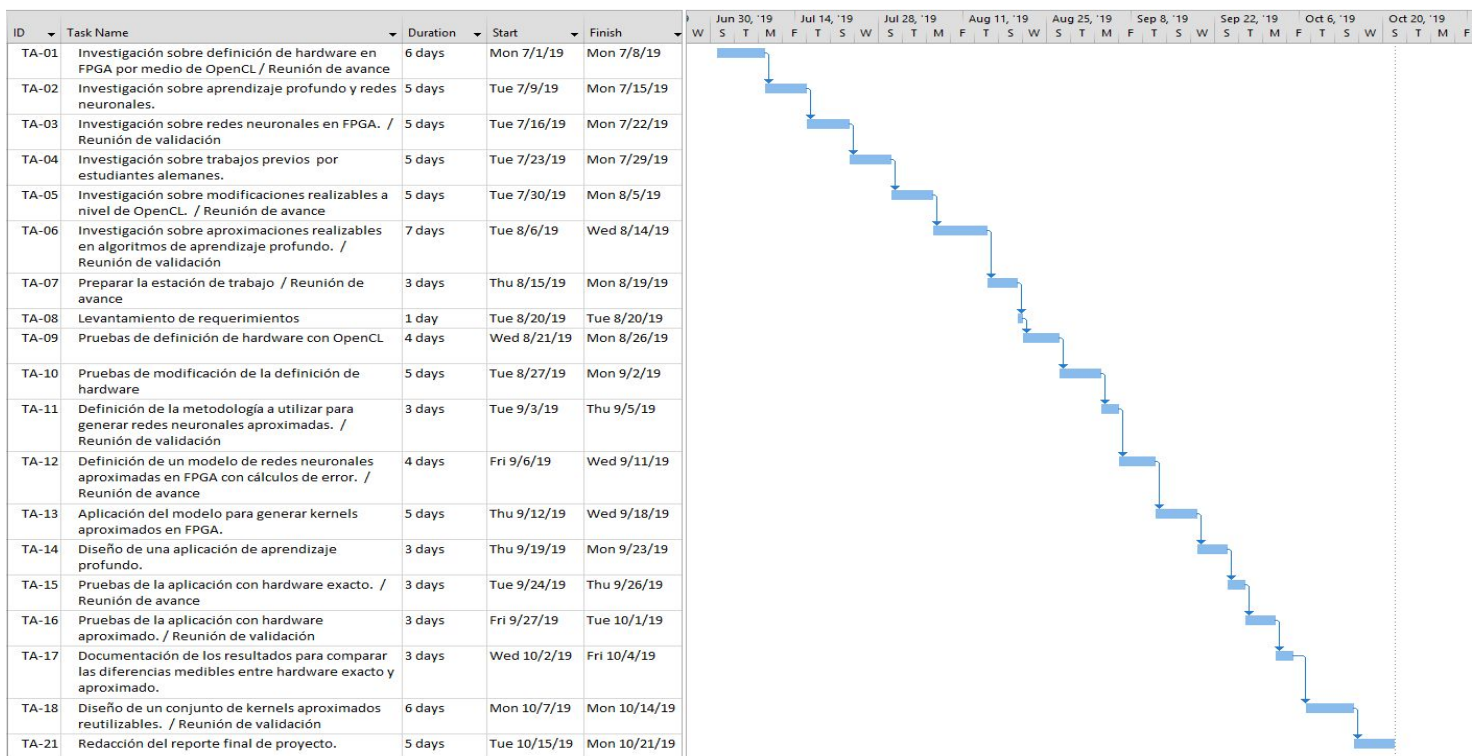 Jun 30, '19 Jul 14, '19 Jul 28, '19 Aug 11, '19 Aug 25, '19 Sep 8, '19 Sep 22, '19 Oct 6, '19 Oct 20, '19
ID Task Name Duration Start Finish W S T M F T S W S T M F T S W S T M F T S W S T M F T S W S T M F
TA-01 Investigación sobre definición de hardware en 6 days Mon 7/1/19 Mon 7/8/19
FPGA por medio de OpenCL / Reunión de avance
TA-02 Investigación sobre aprendizaje profundo y redes 5 days Tue 7/9/19 Mon 7/15/19
neuronales.
TA-03 Investigación sobre redes neuronales en FPGA. / 5 days Tue 7/16/19 Mon 7/22/19
Reunión de validación
TA-04 Investigación sobre trabajos previos por 5 days Tue 7/23/19 Mon 7/29/19
estudiantes alemanes.
TA-05 Investigación sobre modificaciones realizables a 5 days Tue 7/30/19 Mon 8/5/19
nivel de OpenCL. / Reunión de avance
TA-06 Investigación sobre aproximaciones realizables 7 days Tue 8/6/19 Wed 8/14/19
en algoritmos de aprendizaje profundo. /
Reunión de validación
TA-07 Preparar la estación de trabajo / Reunión de 3 days Thu 8/15/19 Mon 8/19/19
avance
TA-08 Levantamiento de requerimientos 1 day Tue 8/20/19 Tue 8/20/19
TA-09 Pruebas de definición de hardware con OpenCL 4 days Wed 8/21/19 Mon 8/26/19
TA-10 Pruebas de modificación de la definición de 5 days Tue 8/27/19 Mon 9/2/19
hardware
TA-11 Definición de la metodología a utilizar para 3 days Tue 9/3/19 Thu 9/5/19
generar redes neuronales aproximadas. /
Reunión de validación
TA-12 Definición de un modelo de redes neuronales 4 days Fri 9/6/19 Wed 9/11/19
aproximadas en FPGA con cálculos de error. /
Reunión de avance
TA-13 Aplicación del modelo para generar kernels 5 days Thu 9/12/19 Wed 9/18/19
aproximados en FPGA.
TA-14 Diseño de una aplicación de aprendizaje 3 days Thu 9/19/19 Mon 9/23/19
profundo.
TA-15 Pruebas de la aplicación con hardware exacto. / 3 days Tue 9/24/19 Thu 9/26/19
Reunión de avance
TA-16 Pruebas de la aplicación con hardware 3 days Fri 9/27/19 Tue 10/1/19
aproximado. / Reunión de validación
TA-17 Documentación de los resultados para comparar 3 days Wed 10/2/19 Fri 10/4/19
las diferencias medibles entre hardware exacto y
aproximado.
TA-18 Diseño de un conjunto de kernels aproximados 6 days Mon 10/7/19 Mon 10/14/19
reutilizables. / Reunión de validación
TA-21 Redacción del reporte final de proyecto. 5 days Tue 10/15/19 Mon 10/21/19